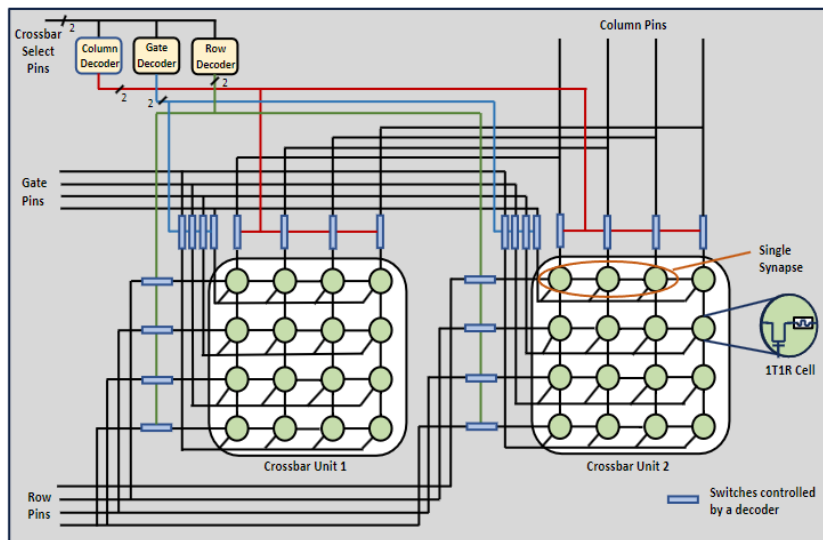 Crossbar
Select
Pins
2
Column
Decoder
Gate
Decoder
Row
Decoder
2
2
2
Column Pins
Gate
Pins
Single
Synapse
1T1R Cell
Crossbar Unit 1
Crossbar Unit 2
Row
Pins
Switches controlled
by a decoder